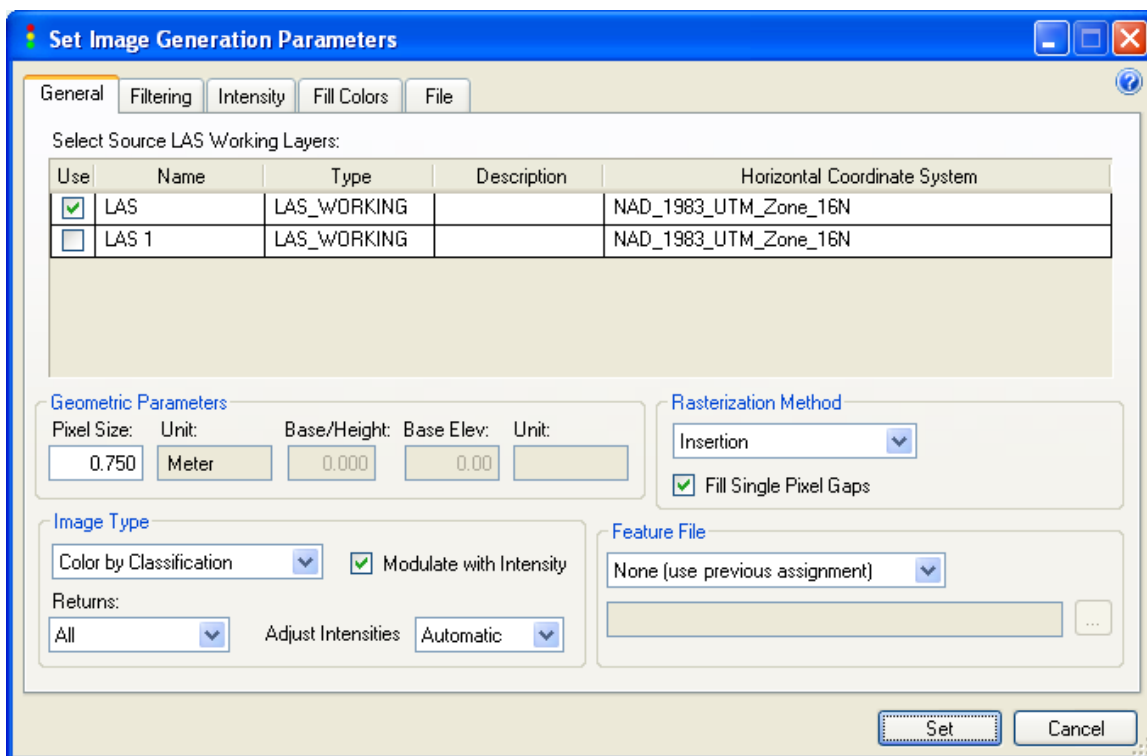 Set Image Generation Parameters
General Filtering Intensity Fill Colors File
Select Source LAS Working Layers:
Use Name Type Description Horizontal Coordinate System
LAS LAS_WORKING NAD_1983_UTM_Zone_16N
LAS 1 LAS_WORKING NAD_1983_UTM_Zone_16N
Geometric Parameters
Pixel Size: Unit: Base/Height: Base Elev: Unit:
0.750 Meter 0.000 0.00
Rasterization Method
Insertion
Fill Single Pixel Gaps
Image Type
Color by Classification Modulate with Intensity
Returns:
All Adjust Intensities Automatic
Feature File
None (use previous assignment)
...
Set Cancel